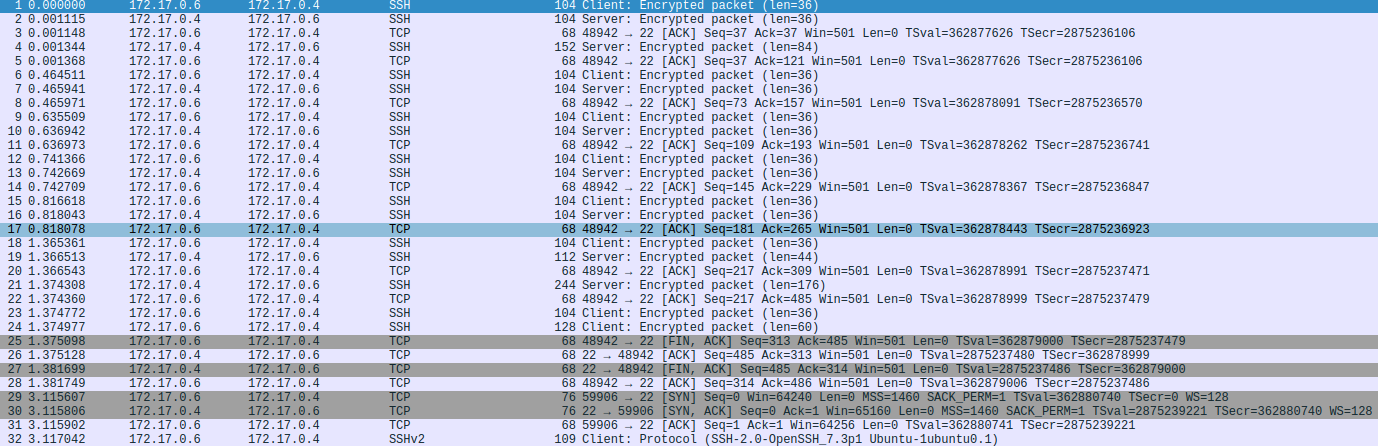 1 0.000000 172.17.0.6 172.17.0.4 SSH 104 Client: Encrypted packet (len=36)
2 0.001115 172.17.0.4 172.17.0.6 SSH 104 Server: Encrypted packet (len=36)
3 0.001148 172.17.0.6 172.17.0.4 TCP 68 48942 → 22 [ACK] Seq=37 Ack=37 Win=501 Len=0 TSval=362877626 TSecr=2875236106
4 0.001344 172.17.0.4 172.17.0.6 SSH 152 Server: Encrypted packet (len=84)
5 0.001368 172.17.0.6 172.17.0.4 TCP 68 48942 → 22 [ACK] Seq=37 Ack=121 Win=501 Len=0 TSval=362877626 TSecr=2875236106
6 0.464511 172.17.0.6 172.17.0.4 SSH 104 Client: Encrypted packet (len=36)
7 0.465941 172.17.0.4 172.17.0.6 SSH 104 Server: Encrypted packet (len=36)
8 0.465971 172.17.0.6 172.17.0.4 TCP 68 48942 → 22 [ACK] Seq=73 Ack=157 Win=501 Len=0 TSval=362878091 TSecr=2875236570
9 0.635509 172.17.0.6 172.17.0.4 SSH 104 Client: Encrypted packet (len=36)
10 0.636942 172.17.0.4 172.17.0.6 SSH 104 Server: Encrypted packet (len=36)
11 0.636973 172.17.0.6 172.17.0.4 TCP 68 48942 → 22 [ACK] Seq=109 Ack=193 Win=501 Len=0 TSval=362878262 TSecr=2875236741
12 0.741366 172.17.0.6 172.17.0.4 SSH 104 Client: Encrypted packet (len=36)
13 0.742669 172.17.0.4 172.17.0.6 SSH 104 Server: Encrypted packet (len=36)
14 0.742709 172.17.0.6 172.17.0.4 TCP 68 48942 → 22 [ACK] Seq=145 Ack=229 Win=501 Len=0 TSval=362878367 TSecr=2875236847
15 0.816618 172.17.0.6 172.17.0.4 SSH 104 Client: Encrypted packet (len=36)
16 0.818043 172.17.0.4 172.17.0.6 SSH 104 Server: Encrypted packet (len=36)
17 0.818078 172.17.0.6 172.17.0.4 TCP 68 48942 → 22 [ACK] Seq=181 Ack=265 Win=501 Len=0 TSval=362878443 TSecr=2875236923
18 1.365361 172.17.0.6 172.17.0.4 SSH 104 Client: Encrypted packet (len=36)
19 1.366513 172.17.0.4 172.17.0.6 SSH 112 Server: Encrypted packet (len=44)
20 1.366543 172.17.0.6 172.17.0.4 TCP 68 48942 → 22 [ACK] Seq=217 Ack=309 Win=501 Len=0 TSval=362878991 TSecr=2875237471
21 1.374308 172.17.0.4 172.17.0.6 SSH 244 Server: Encrypted packet (len=176)
22 1.374360 172.17.0.6 172.17.0.4 TCP 68 48942 → 22 [ACK] Seq=217 Ack=485 Win=501 Len=0 TSval=362878999 TSecr=2875237479
23 1.374772 172.17.0.6 172.17.0.4 SSH 104 Client: Encrypted packet (len=36)
24 1.374977 172.17.0.6 172.17.0.4 SSH 128 Client: Encrypted packet (len=60)
25 1.375098 172.17.0.6 172.17.0.4 TCP 68 48942 → 22 [FIN, ACK] Seq=313 Ack=485 Win=501 Len=0 TSval=362879000 TSecr=2875237479
26 1.375128 172.17.0.4 172.17.0.6 TCP 68 22 → 48942 [ACK] Seq=485 Ack=313 Win=501 Len=0 TSval=2875237480 TSecr=362878999
27 1.381699 172.17.0.4 172.17.0.6 TCP 68 22 → 48942 [FIN, ACK] Seq=485 Ack=314 Win=501 Len=0 TSval=2875237486 TSecr=362879000
28 1.381749 172.17.0.6 172.17.0.4 TCP 68 48942 → 22 [ACK] Seq=314 Ack=486 Win=501 Len=0 TSval=362879006 TSecr=2875237486
29 3.115607 172.17.0.6 172.17.0.4 TCP 76 59906 → 22 [SYN] Seq=0 Win=64240 Len=0 MSS=1460 SACK_PERM=1 TSval=362880740 TSecr=0 WS=128
30 3.115806 172.17.0.4 172.17.0.6 TCP 76 22 → 59906 [SYN, ACK] Seq=0 Ack=1 Win=65160 Len=0 MSS=1460 SACK_PERM=1 TSval=2875239221 TSecr=362880740 WS=128
31 3.115902 172.17.0.6 172.17.0.4 TCP 68 59906 → 22 [ACK] Seq=1 Ack=1 Win=64256 Len=0 TSval=362880741 TSecr=2875239221
32 3.117042 172.17.0.6 172.17.0.4 SSHv2 109 Client: Protocol (SSH-2.0-OpenSSH_7.3p1 Ubuntu-1ubuntu0.1)